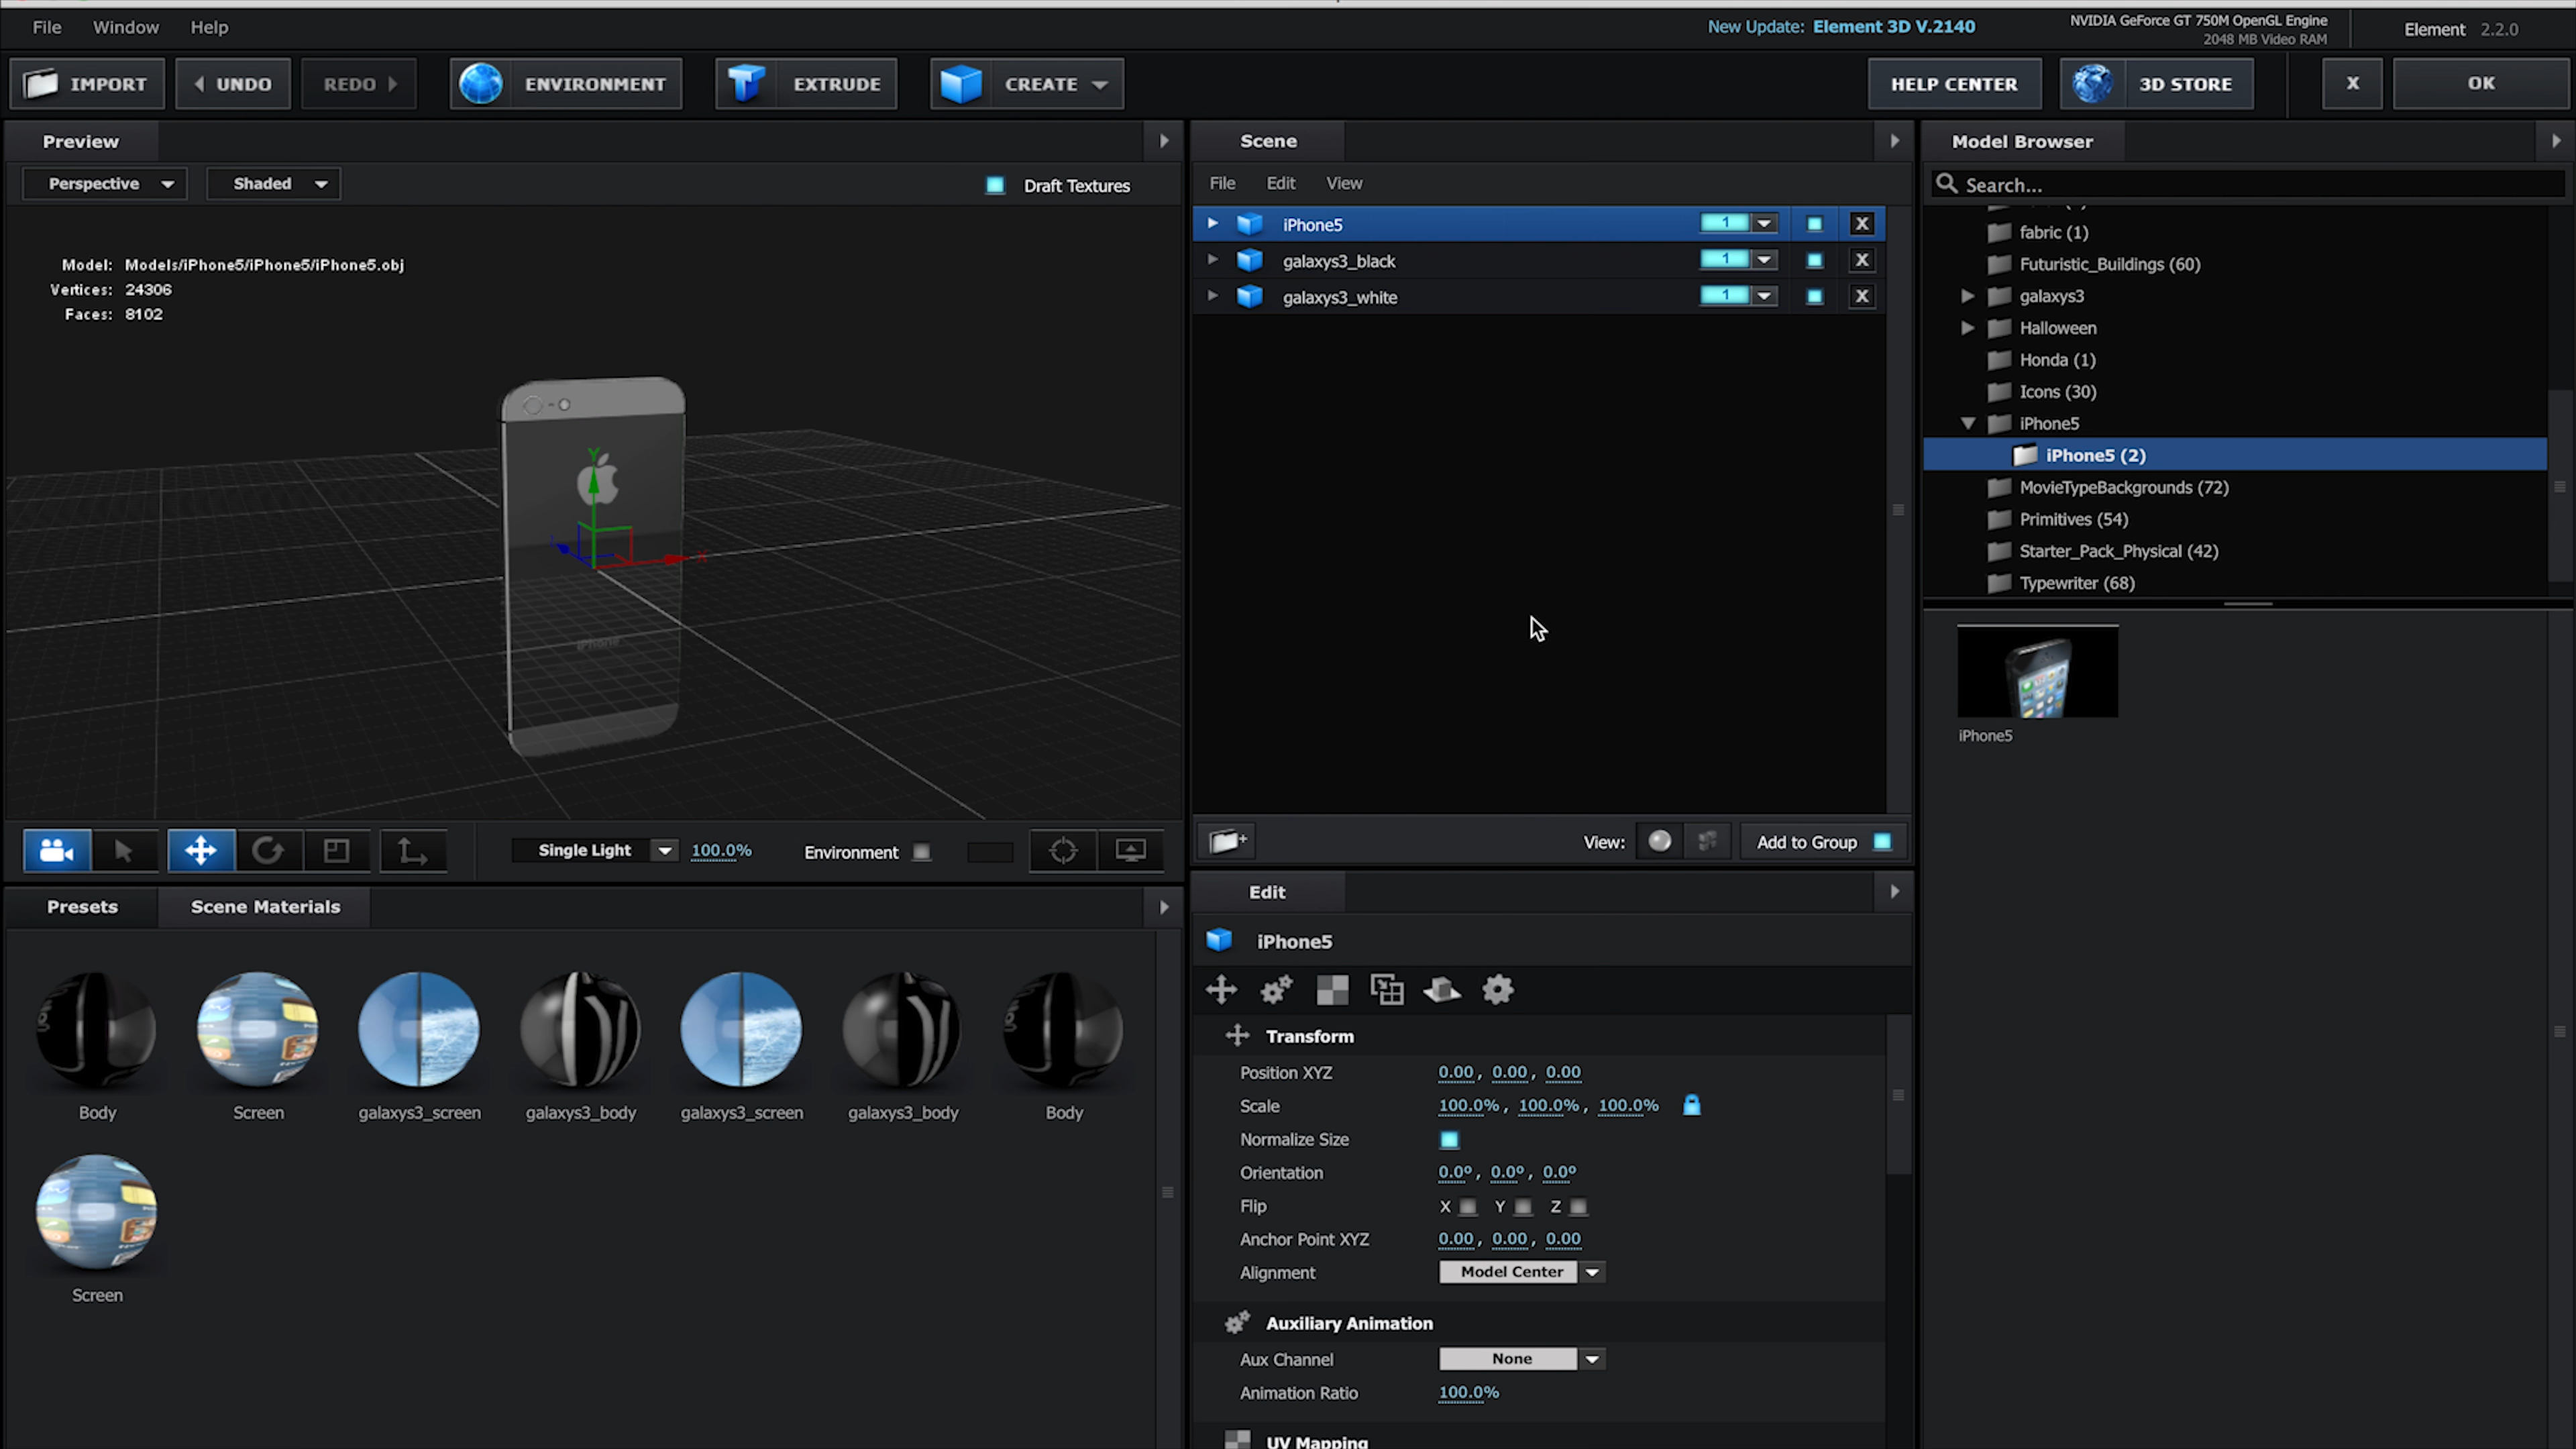 File Window Help
New Update: Element 3D V.2140
NVIDIA GeForce GT 750M OpenGL Engine
2048 MB Video RAM
Element 2.2.0
IMPORT UNDO REDO ENVIRONMENT EXTRUDE CREATE HELP CENTER 3D STORE X OK
Preview
Perspective Shaded Draft Textures
Model: Models/iPhone5/iPhone5/iPhone5.obj
Vertices: 24306
Faces: 8102
Y
X
iPhone
Single Light 100.0% Environment
Presets Scene Materials
Body Screen galaxys3_screen galaxys3_body galaxys3_screen galaxys3_body Body
Screen
Scene
File Edit View
iPhone5 1 X
galaxys3_black 1 X
galaxys3_white 1 X
View: Add to Group
Edit
iPhone5
Transform
Position XYZ 0.00, 0.00, 0.00
Scale 100.0%, 100.0%, 100.0%
Normalize Size
Orientation 0.0º, 0.0º, 0.0º
Flip X Y Z
Anchor Point XYZ 0.00, 0.00, 0.00
Alignment Model Center
Auxiliary Animation
Aux Channel None
Animation Ratio 100.0%
UV Mapping
Model Browser
Search...
fabric (1)
Futuristic_Buildings (60)
galaxys3
Halloween
Honda (1)
Icons (30)
iPhone5
iPhone5 (2)
MovieTypeBackgrounds (72)
Primitives (54)
Starter_Pack_Physical (42)
Typewriter (68)
iPhone5